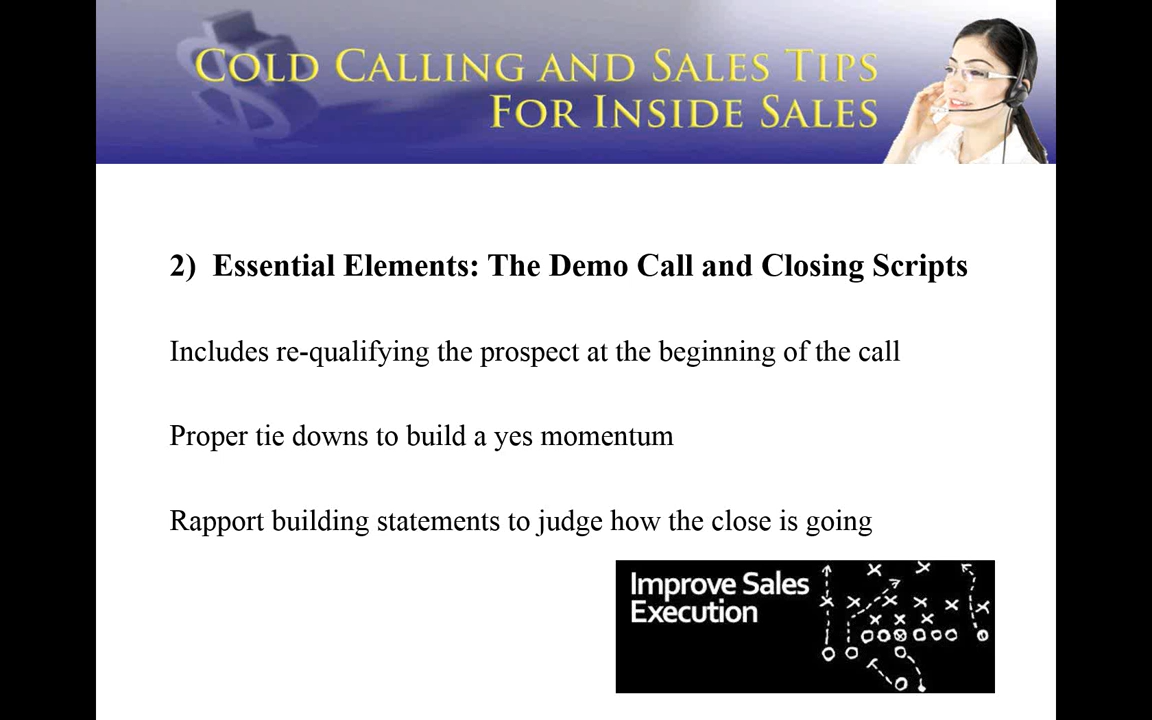 COLD CALLING AND SALES TIPS
FOR INSIDE SALES
2) Essential Elements: The Demo Call and Closing Scripts
Includes re-qualifying the prospect at the beginning of the call
Proper tie downs to build a yes momentum
Rapport building statements to judge how the close is going
Improve Sales
Execution